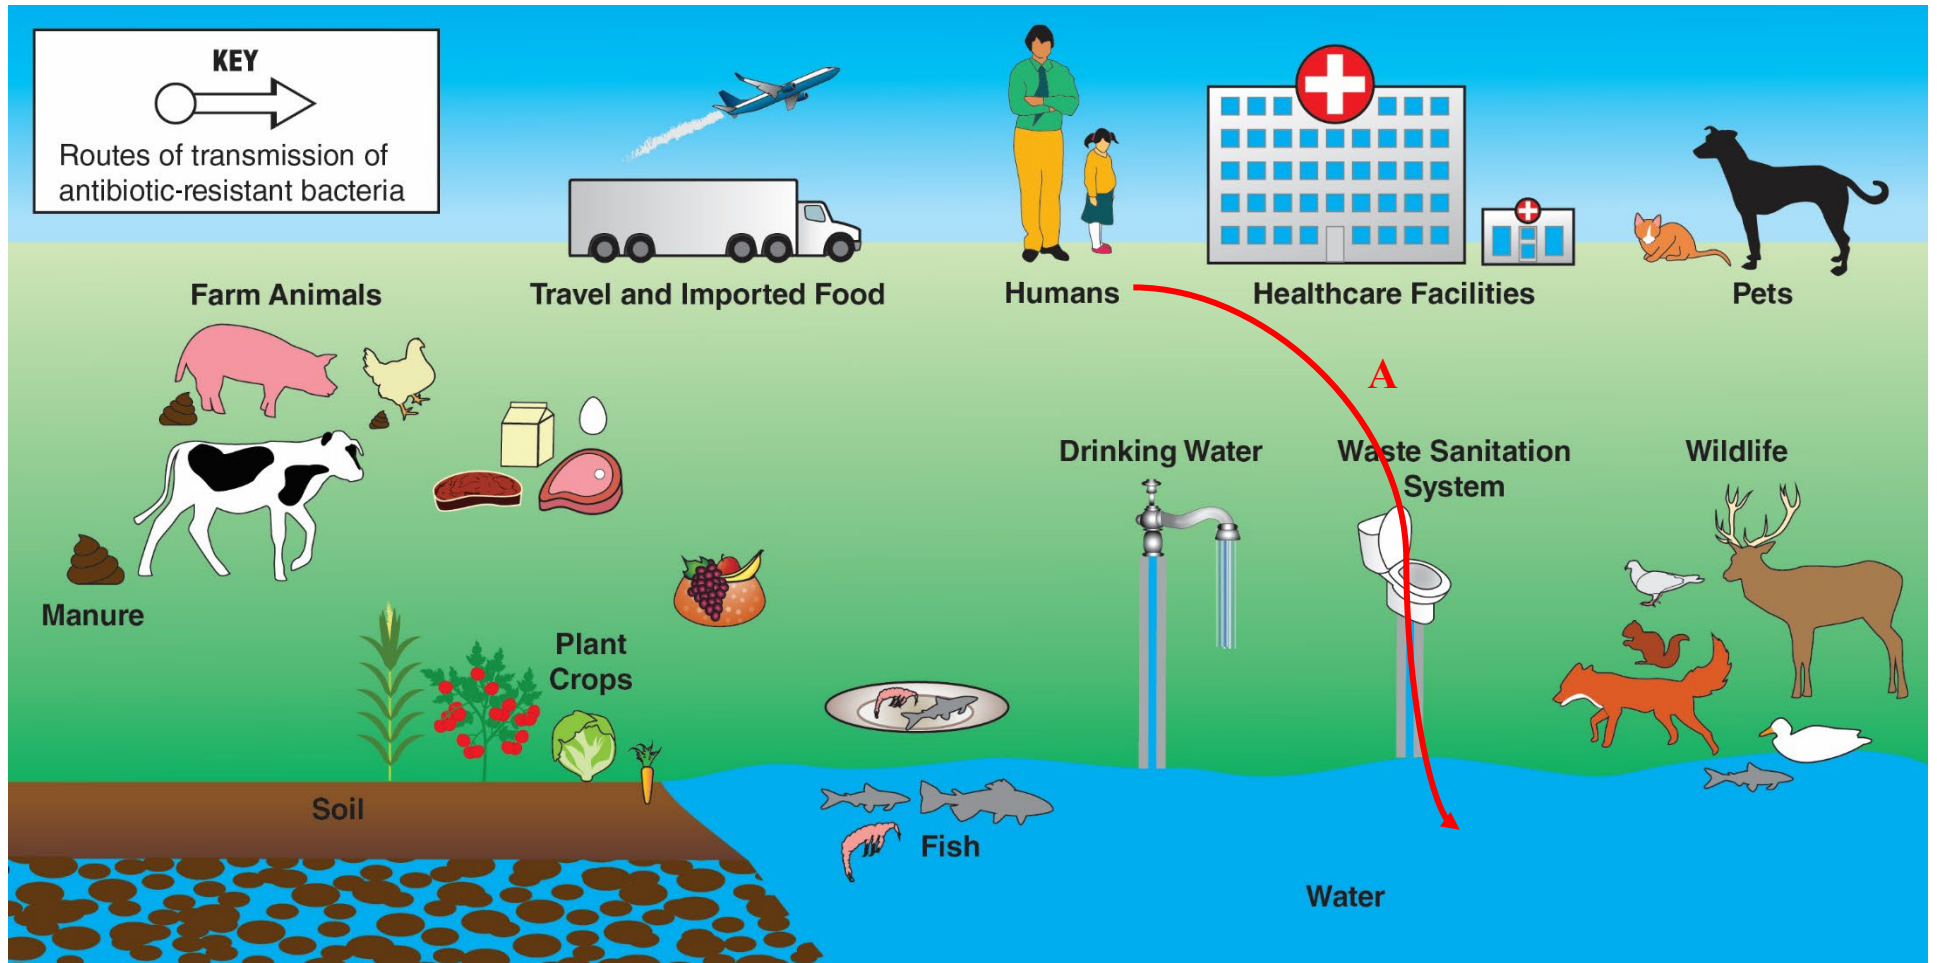 KEY
Routes of transmission of
antibiotic-resistant bacteria
Farm Animals
Travel and Imported Food
Humans
Healthcare Facilities
Pets
A
Drinking Water
Waste Sanitation
System
Wildlife
Manure
Plant
Crops
Soil
Fish
Water